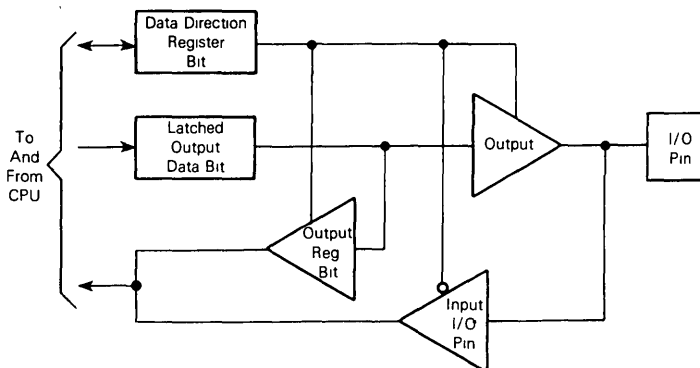 Data Direction
Register
Bit
To
And
From
CPU
Latched
Output
Data Bit
Output
I/O
Pin
Output
Reg
Bit
Input
I/O
Pin